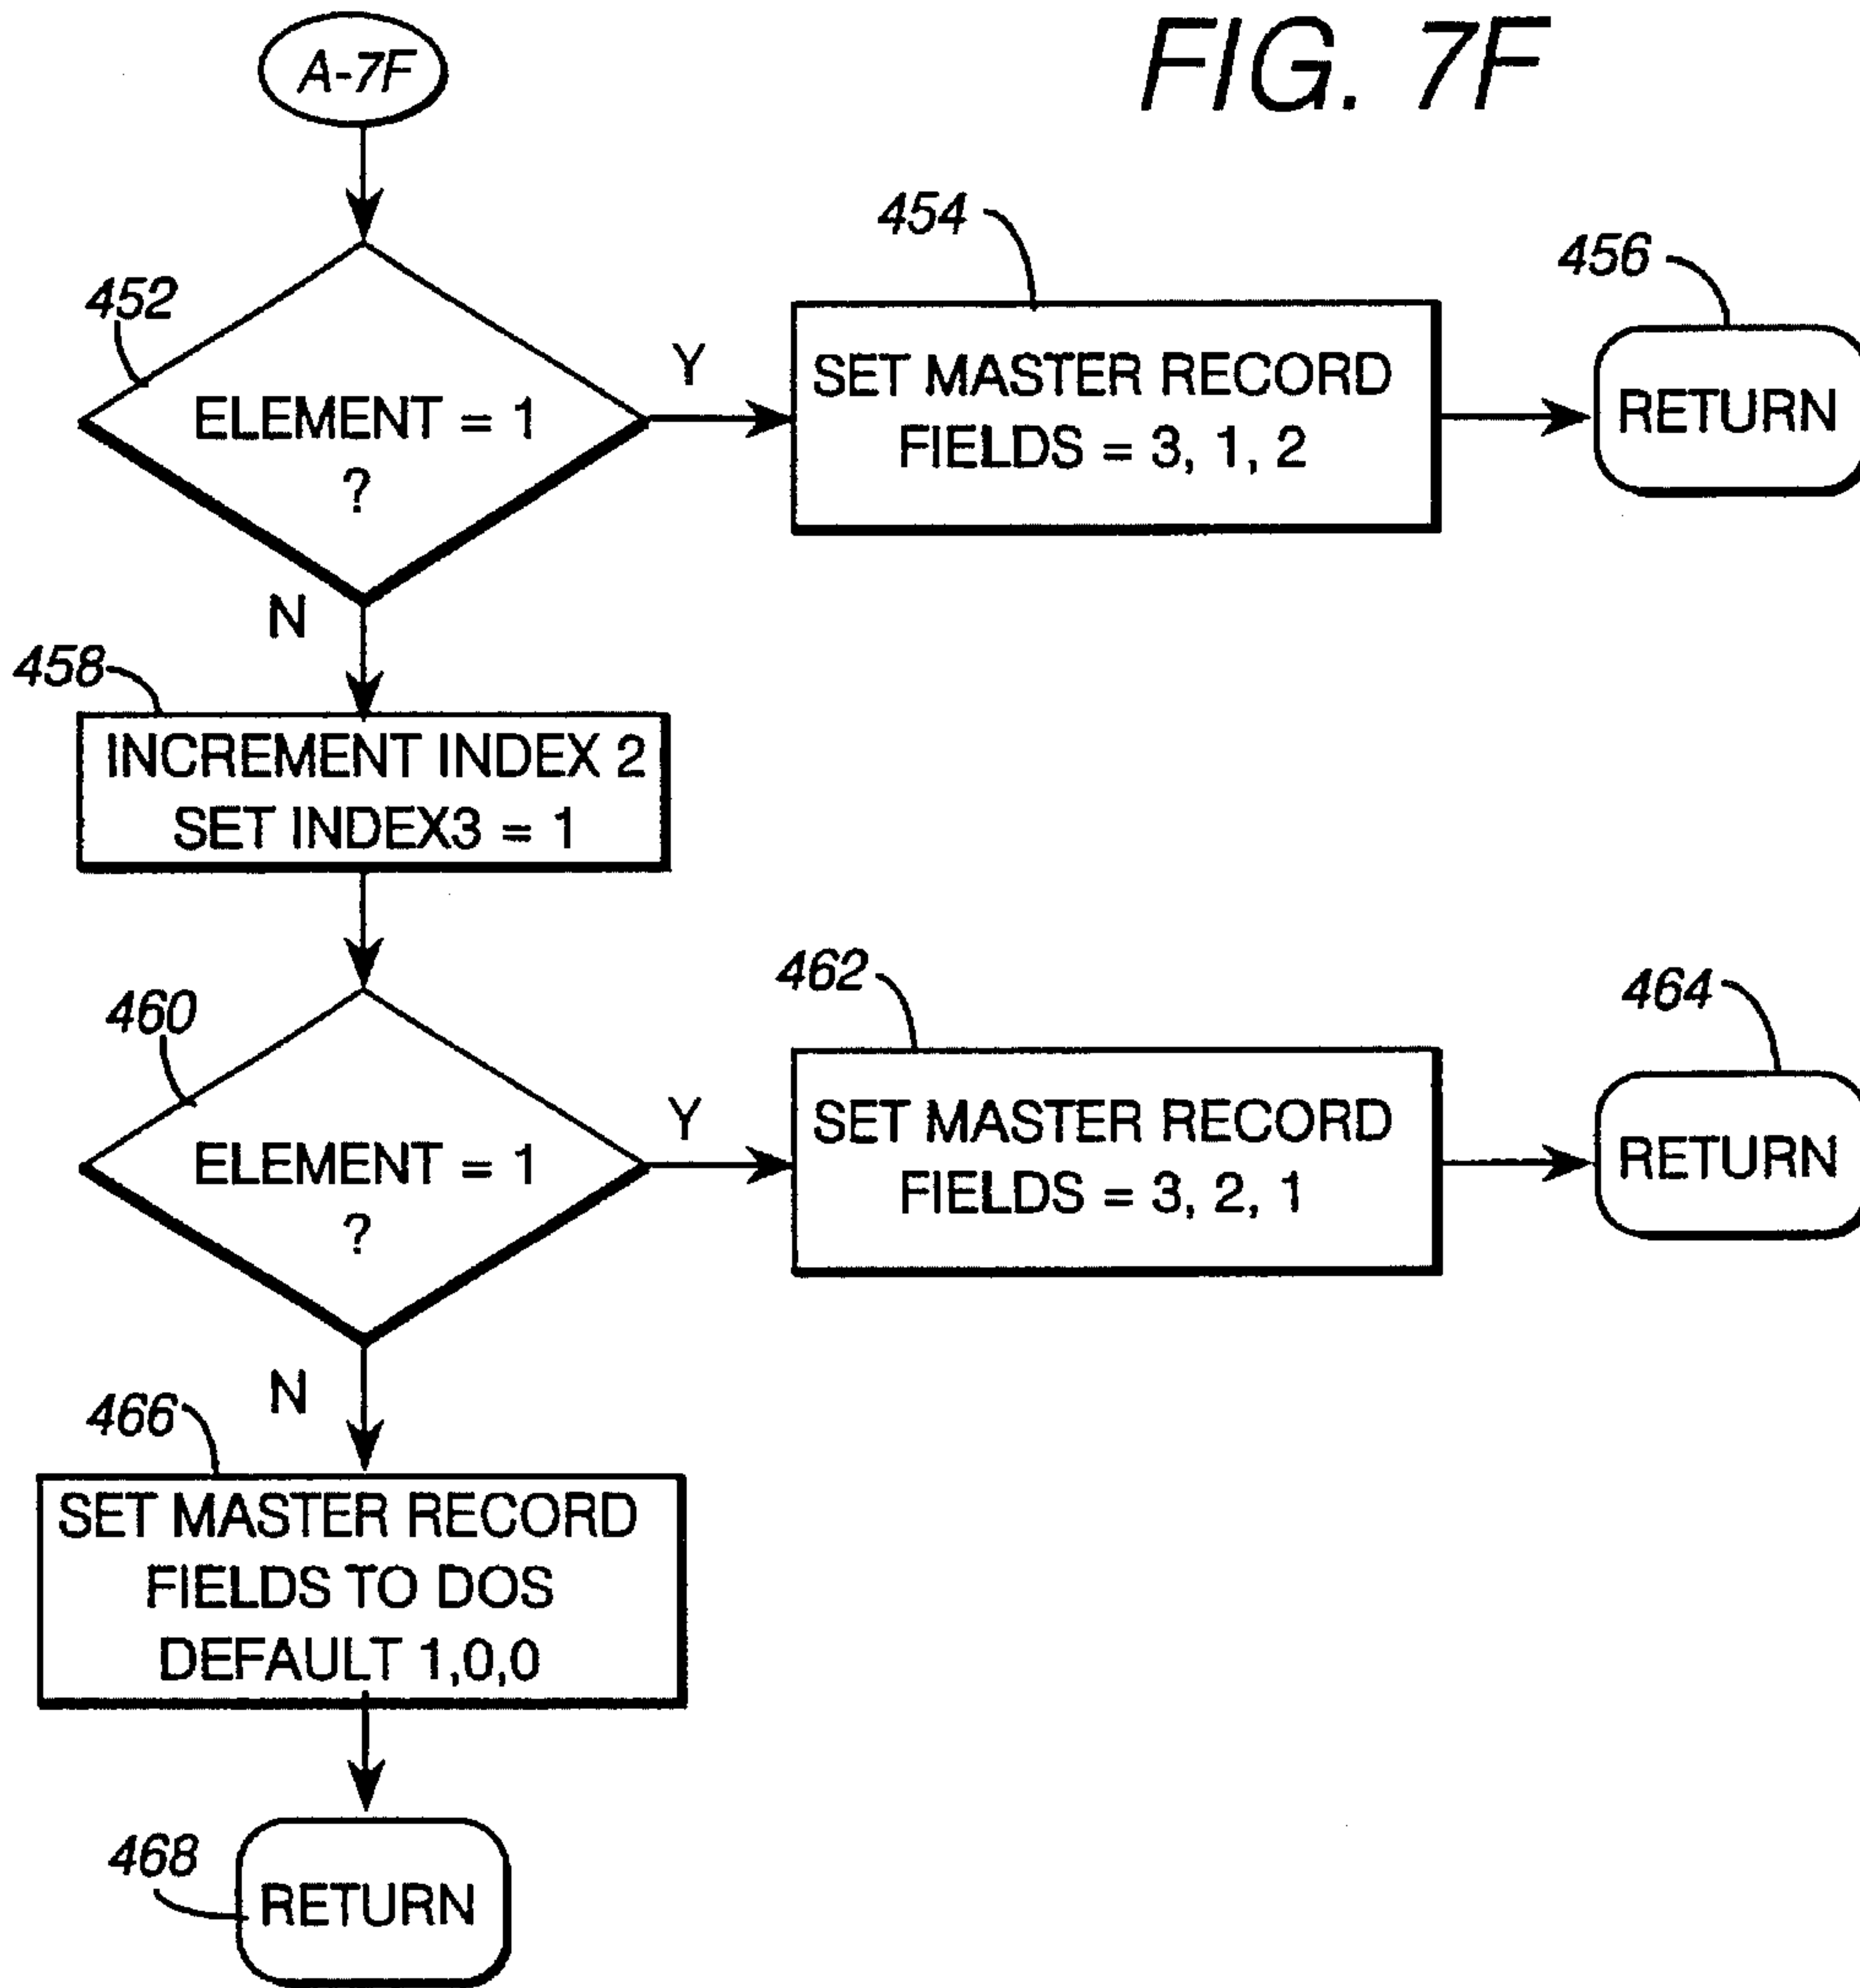 FIG. 7F
A-7F
452
ELEMENT = 1
?
Y
454
SET MASTER RECORD
FIELDS = 3, 1, 2
456
RETURN
N
458
INCREMENT INDEX 2
SET INDEX3 = 1
460
ELEMENT = 1
?
Y
462
SET MASTER RECORD
FIELDS = 3, 2, 1
464
RETURN
N
466
SET MASTER RECORD
FIELDS TO DOS
DEFAULT 1,0,0
468
RETURN